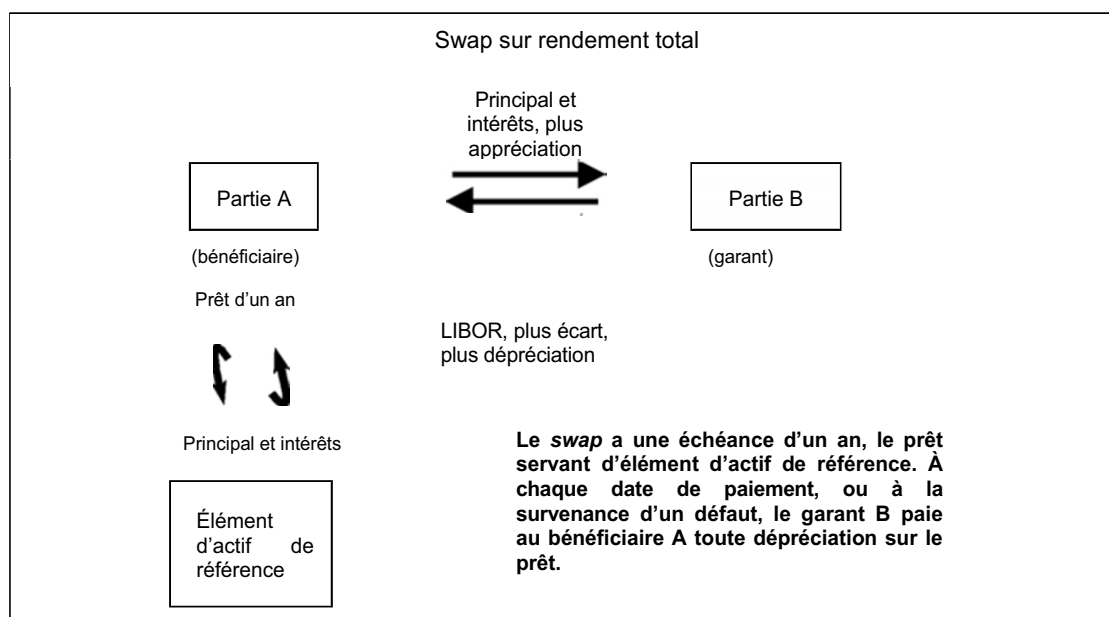 Swap sur rendement total
Principal et
intérêts, plus
appréciation
Partie A
Partie B
(bénéficiaire)
(garant)
Prêt d'un an
LIBOR, plus écart,
plus dépréciation
Principal et intérêts
Élément
d'actif de
référence
Le swap a une échéance d'un an, le prêt
servant d'élément d'actif de référence. À
chaque date de paiement, ou à la
survenance d'un défaut, le garant B paie
au bénéficiaire A toute dépréciation sur le
prêt.